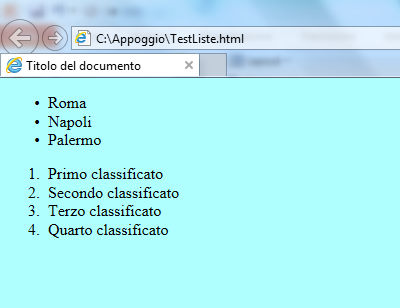 C:\Appoggio\TestListe.html
Titolo del documento
• Roma
• Napoli
• Palermo
1. Primo classificato
2. Secondo classificato
3. Terzo classificato
4. Quarto classificato